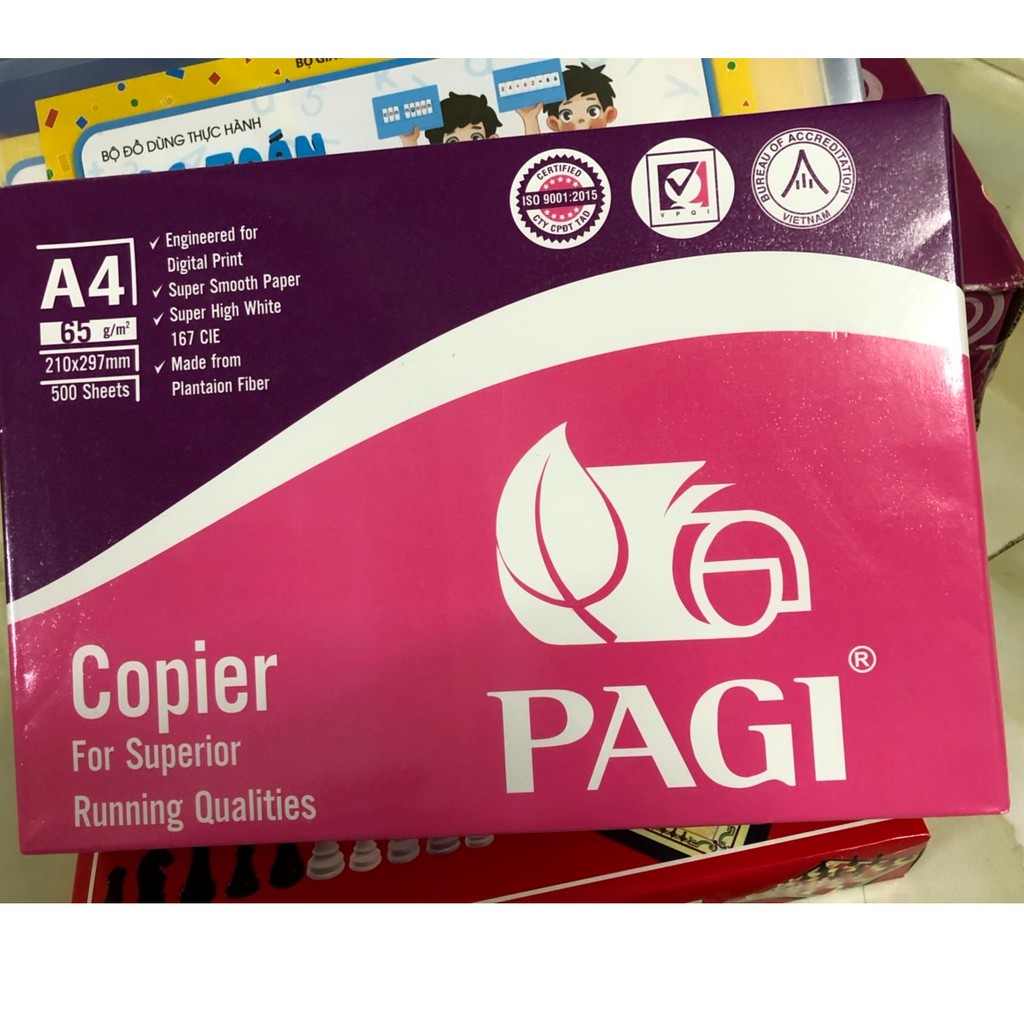 BỘ ĐỒ DÙNG THỰC HÀNH
CERTIFIED
ISO 9001:2015
CTY CPĐT TAD
VPQI
BUREAU OF ACCREDITATION
VIETNAM
A4
65 g/m²
210x297mm
500 Sheets
✓ Engineered for
Digital Print
✓ Super Smooth Paper
✓ Super High White
167 CIE
✓ Made from
Plantaion Fiber
Copier
For Superior
Running Qualities
PAGI®